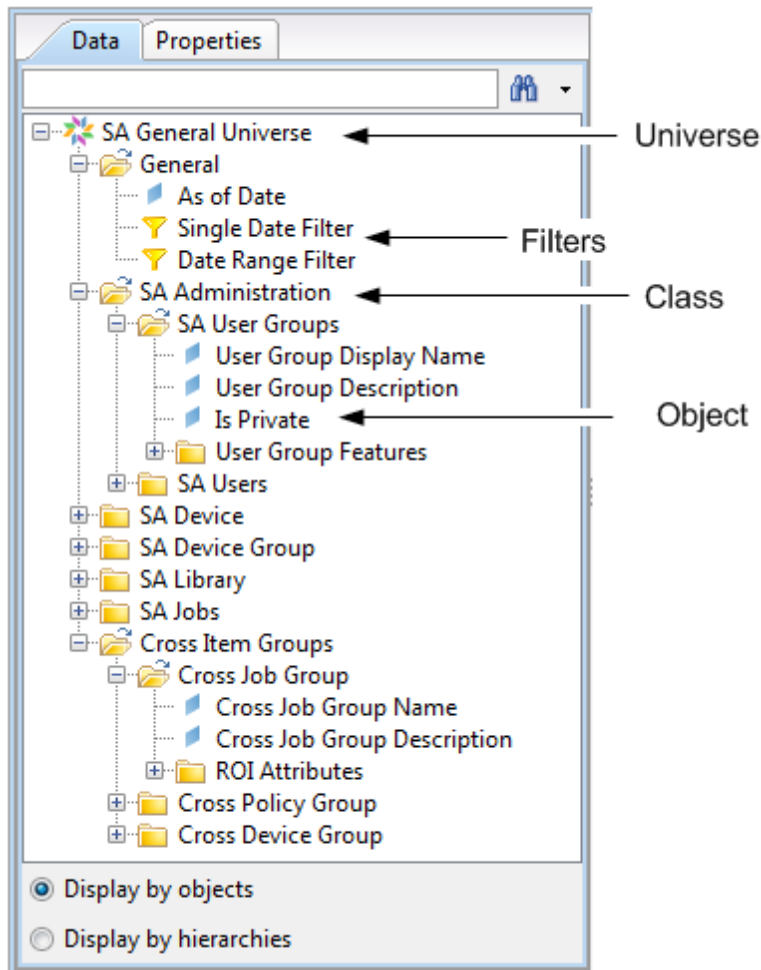 Data Properties
SA General Universe Universe
General
As of Date
Single Date Filter
Filters
Date Range Filter
SA Administration Class
SA User Groups
User Group Display Name
User Group Description
Is Private Object
User Group Features
SA Users
SA Device
SA Device Group
SA Library
SA Jobs
Cross Item Groups
Cross Job Group
Cross Job Group Name
Cross Job Group Description
ROI Attributes
Cross Policy Group
Cross Device Group
Display by objects
Display by hierarchies